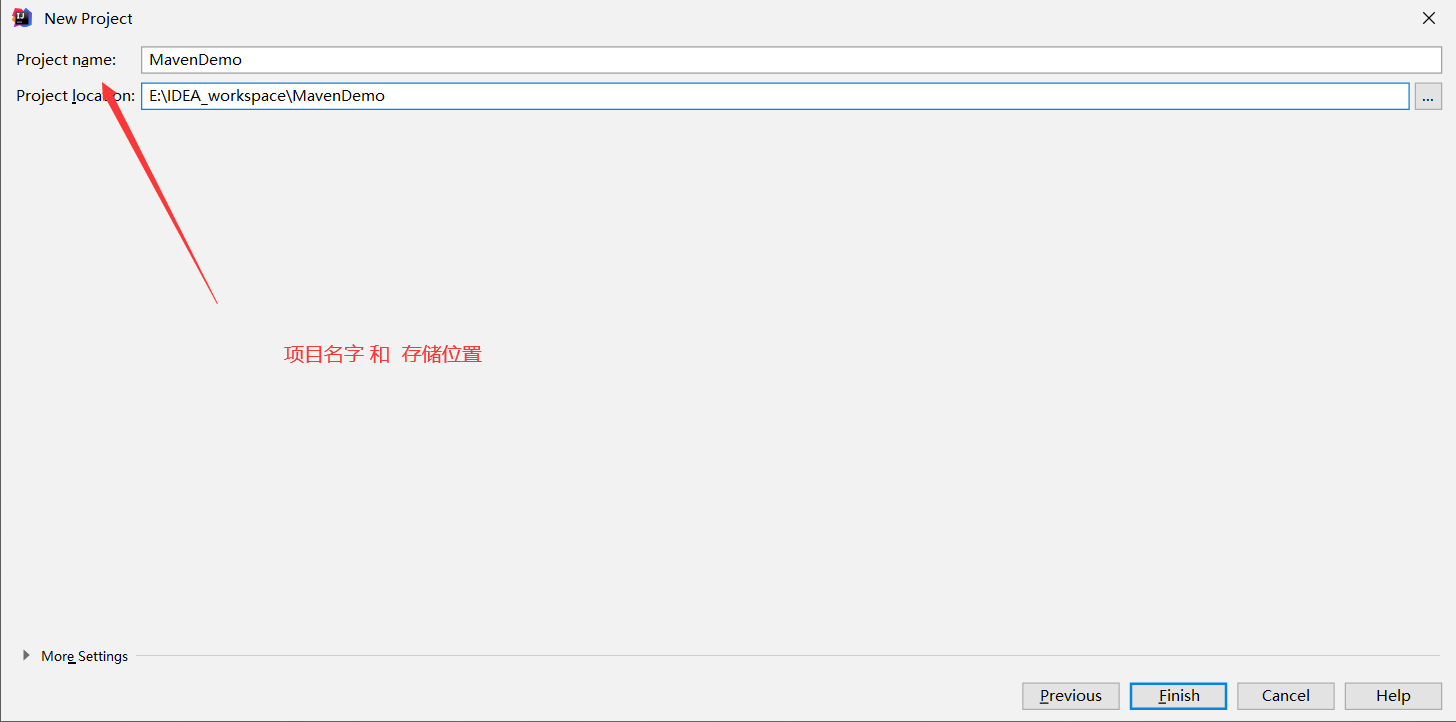 New Project
Project name: MavenDemo
Project location: E:\IDEA_workspace\MavenDemo ...
项目名字 和 存储位置
More Settings
Previous Finish Cancel Help